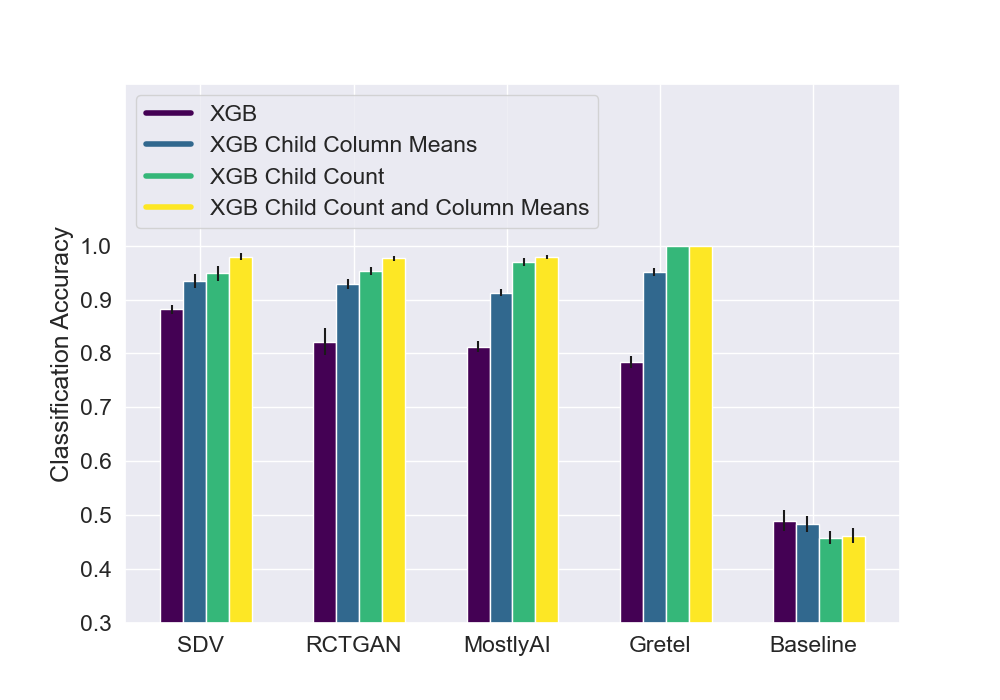 XGB
XGB Child Column Means
XGB Child Count
XGB Child Count and Column Means
Classification Accuracy
1.0
0.9
0.8
0.7
0.6
0.5
0.4
0.3
SDV RCTGAN MostlyAI Gretel Baseline